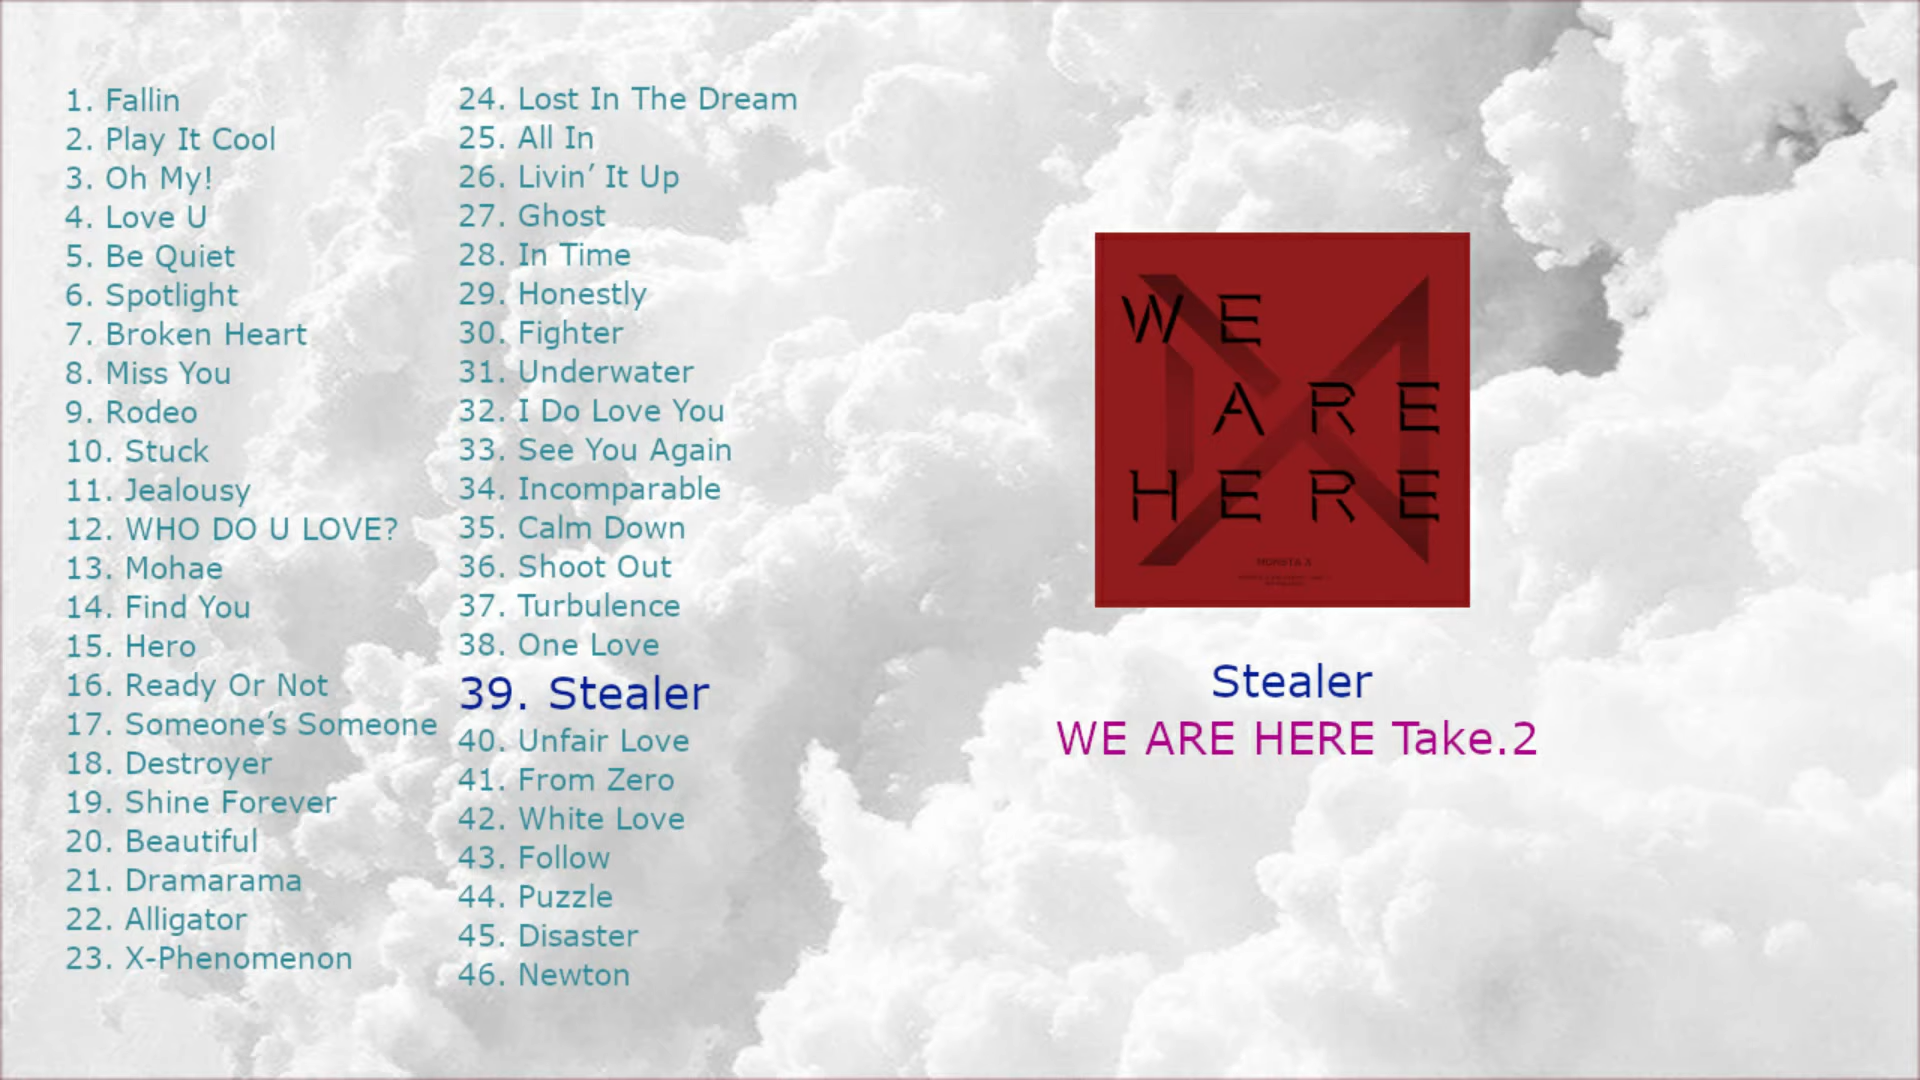 1. Fallin
2. Play It Cool
3. Oh My!
4. Love U
5. Be Quiet
6. Spotlight
7. Broken Heart
8. Miss You
9. Rodeo
10. Stuck
11. Jealousy
12. WHO DO U LOVE?
13. Mohae
14. Find You
15. Hero
16. Ready Or Not
17. Someone’s Someone
18. Destroyer
19. Shine Forever
20. Beautiful
21. Dramarama
22. Alligator
23. X-Phenomenon
24. Lost In The Dream
25. All In
26. Livin’ It Up
27. Ghost
28. In Time
29. Honestly
30. Fighter
31. Underwater
32. I Do Love You
33. See You Again
34. Incomparable
35. Calm Down
36. Shoot Out
37. Turbulence
38. One Love
39. Stealer
40. Unfair Love
41. From Zero
42. White Love
43. Follow
44. Puzzle
45. Disaster
46. Newton
WE
ARE
HERE
MONSTA X
Stealer
WE ARE HERE Take.2